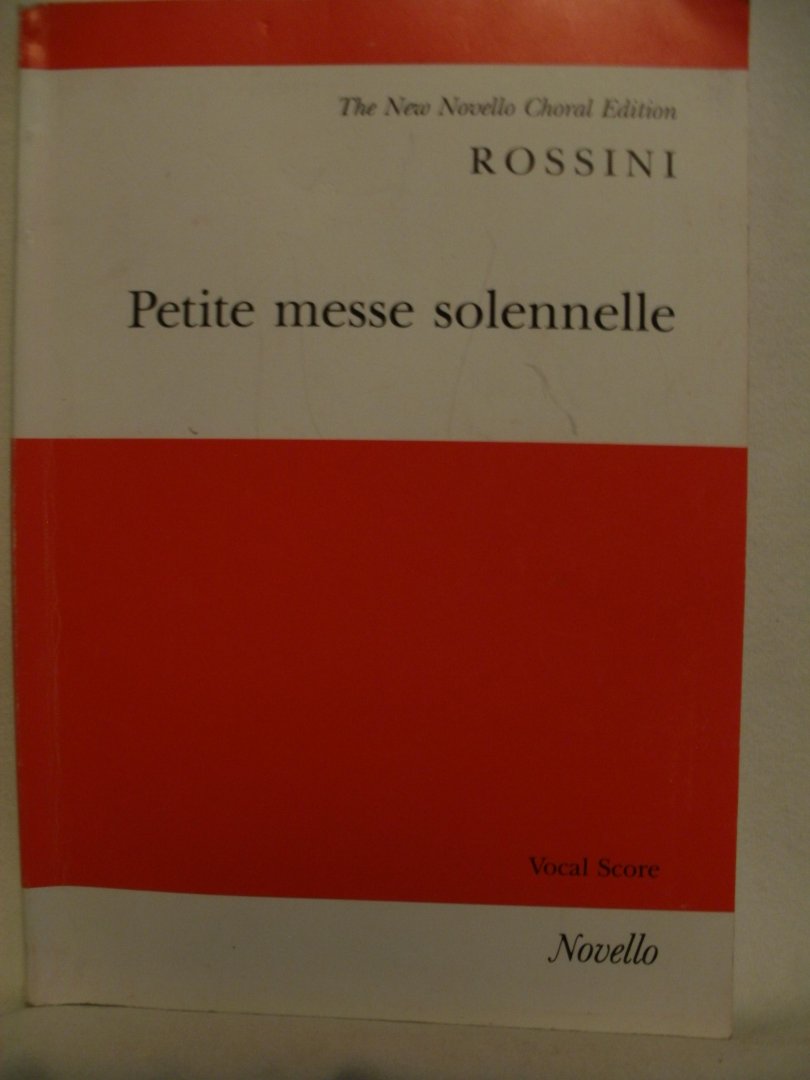 The New Novello Choral Edition
ROSSINI
Petite messe solennelle
Vocal Score
Novello